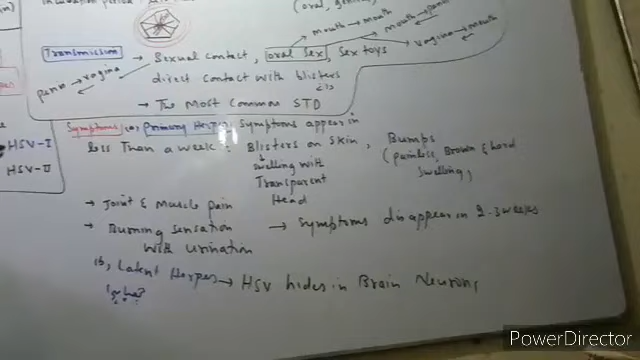 (oral,
mouth → mouth
mouth → penis
vagina → mouth
Transmission → Sexual contact, oral sex, Sex toys
penis → vagina
direct contact with blisters
→ The Most Common STD
Symptoms Primary Herpes Symptoms appear in
less Than a week: Blisters on skin, Bumps
swelling with
Transparent
Head
(painless, Brown & hard
swelling,
HSV-I
HSV-II
→ Joint & Muscle pain
→ Burning sensation
with urination
→ Symptoms disappear in 2-3 weeks
Latent Herpes → HSV hides in Brain Neuron,
PowerDirector